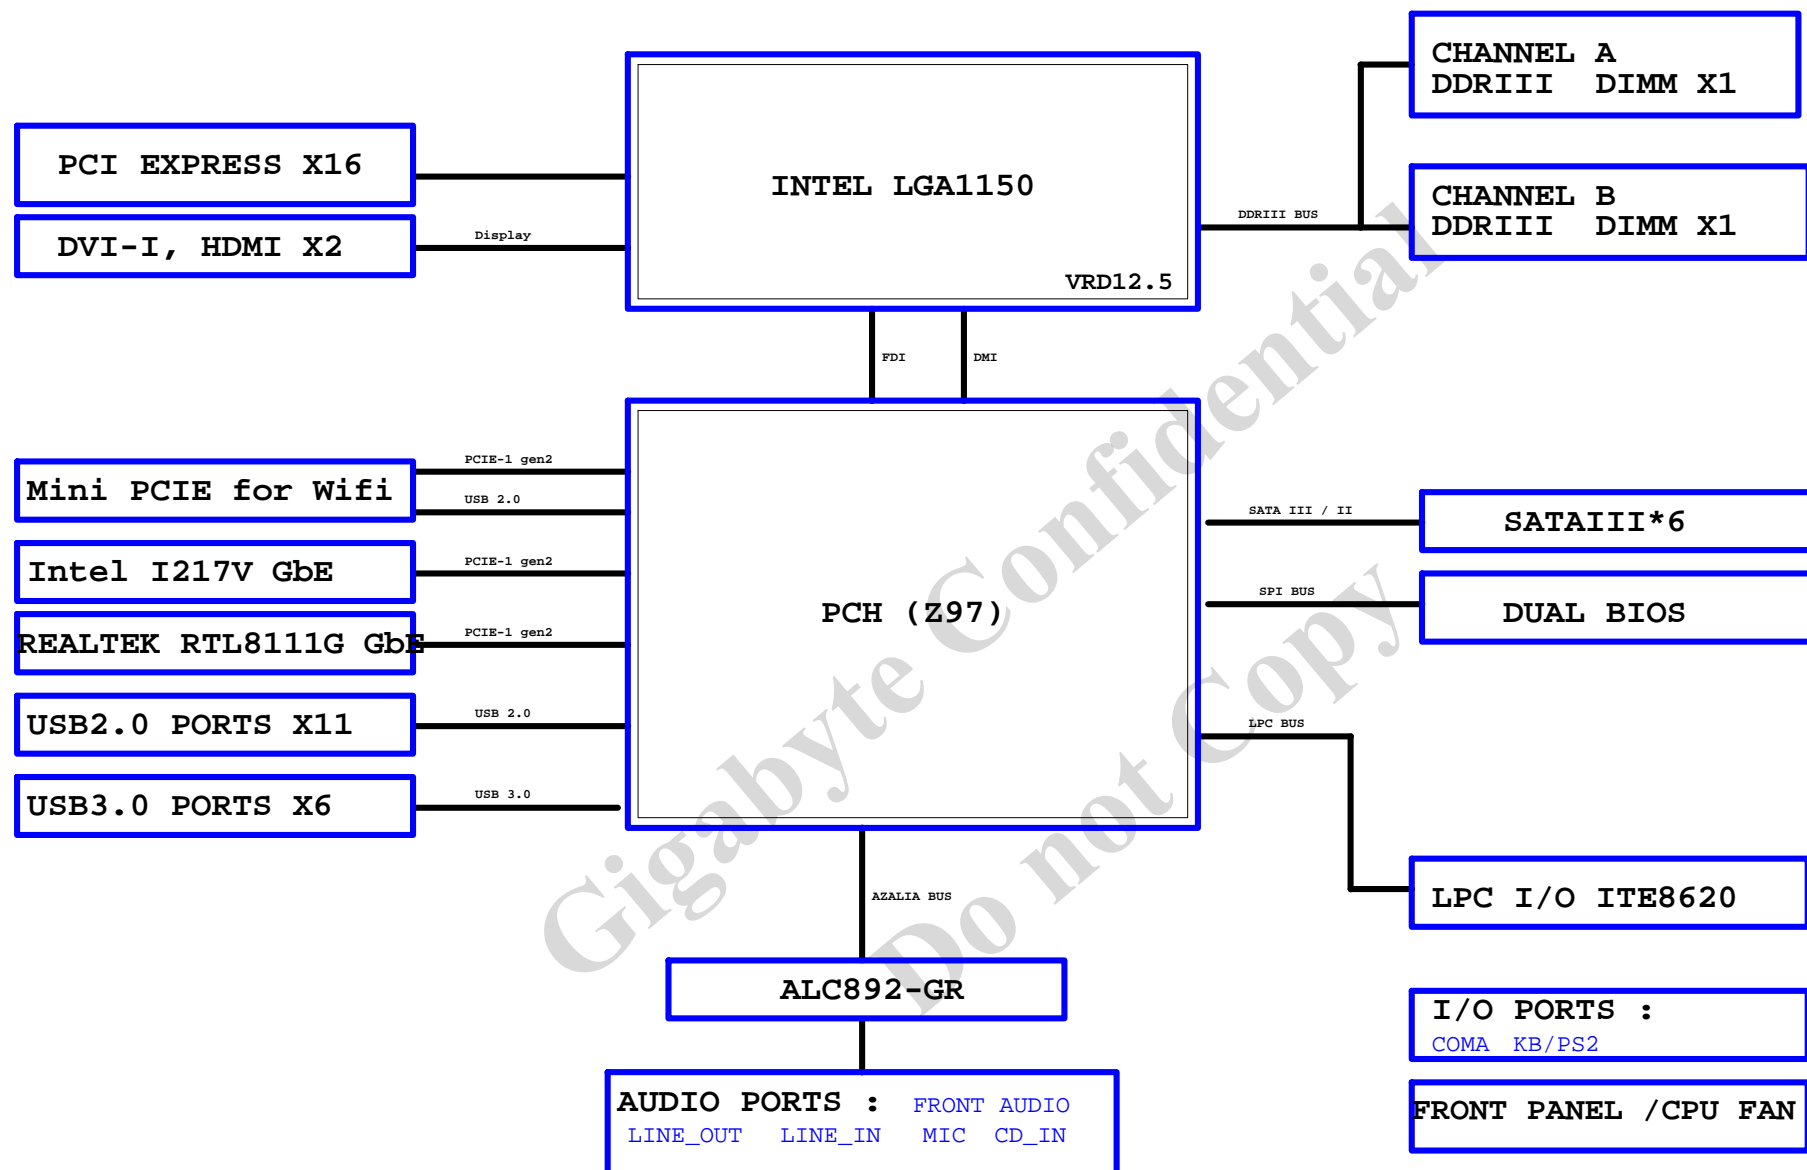 CHANNEL A
DDRIII DIMM X1
PCI EXPRESS X16
INTEL LGA1150
CHANNEL B
DDRIII DIMM X1
DDRIII BUS
DVI-I, HDMI X2
Display
VRD12.5
FDI
DMI
Mini PCIE for Wifi
PCIE-1 gen2
USB 2.0
SATA III / II
SATAIII*6
Intel I217V GbE
PCIE-1 gen2
SPI BUS
DUAL BIOS
PCH (Z97)
REALTEK RTL8111G GbE
PCIE-1 gen2
USB2.0 PORTS X11
USB 2.0
LPC BUS
USB3.0 PORTS X6
USB 3.0
AZALIA BUS
LPC I/O ITE8620
ALC892-GR
I/O PORTS :
COMA KB/PS2
AUDIO PORTS : FRONT AUDIO
LINE_OUT LINE_IN MIC CD_IN
FRONT PANEL /CPU FAN
Gigabyte Confidential
Do not Copy